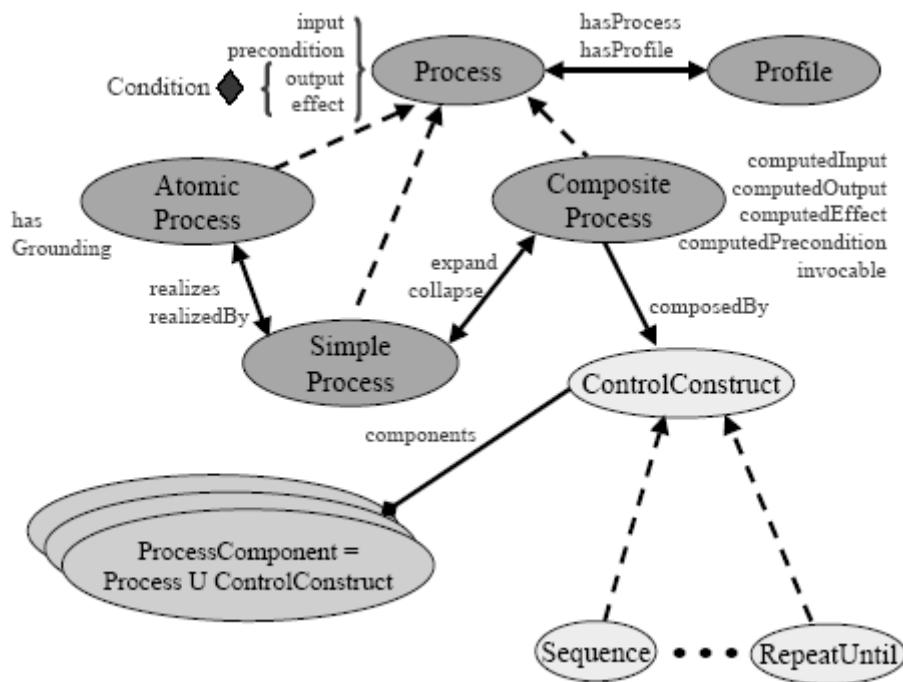 input
precondition
Condition
output
effect
Process
hasProcess
hasProfile
Profile
Atomic
Process
has
Grounding
Composite
Process
computedInput
computedOutput
computedEffect
computedPrecondition
invocable
realizes
realizedBy
expand
collapse
composedBy
Simple
Process
ControlConstruct
components
ProcessComponent =
Process U ControlConstruct
Sequence
RepeatUntil